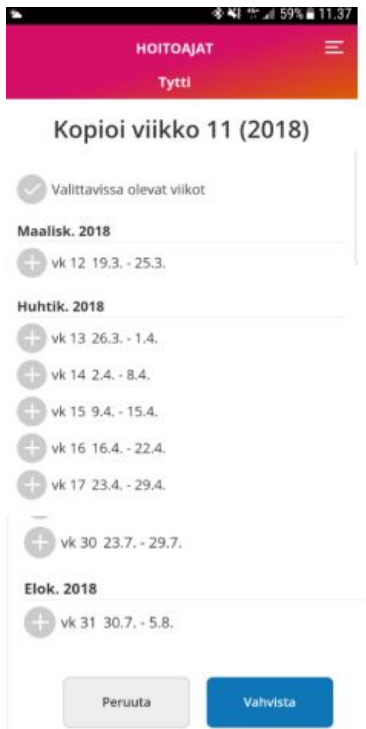 59% 11.37
HOITOAJAT
Tytti
Kopioi viikko 11 (2018)
Valittavissa olevat viikot
Maalisk. 2018
vk 12 19.3. - 25.3.
Huhtik. 2018
vk 13 26.3. - 1.4.
vk 14 2.4. - 8.4.
vk 15 9.4. - 15.4.
vk 16 16.4. - 22.4.
vk 17 23.4. - 29.4.
vk 30 23.7. - 29.7.
Elok. 2018
vk 31 30.7. - 5.8.
Peruuta Vahvista